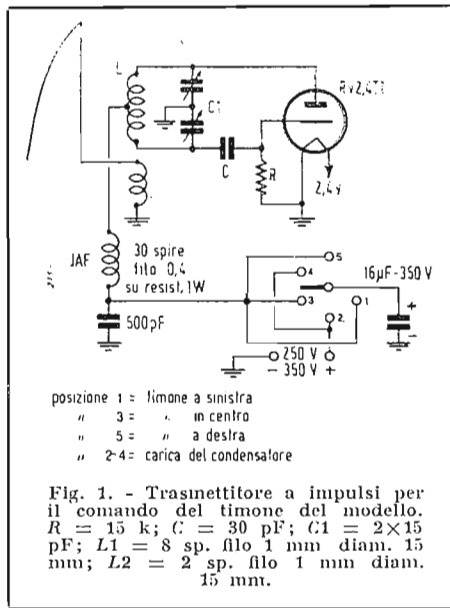 L
C1
RV2,4T1
C
R
2,4V
JAF
30 spire
filo 0,4
su resist. 1W
500pF
5
4
3
1
2
16µF-350V
+
-
250 V
- 350 V +
posizione 1 = timone a sinistra
" 3 = " in centro
" 5 = " a destra
" 2-4 = carica del condensatore
Fig. 1. - Trasmettitore a impulsi per
il comando del timone del modello.
R = 15 k; C = 30 pF; C1 = 2×15
pF; L1 = 8 sp. filo 1 mm diam. 15
mm; L2 = 2 sp. filo 1 mm diam.
15 mm.